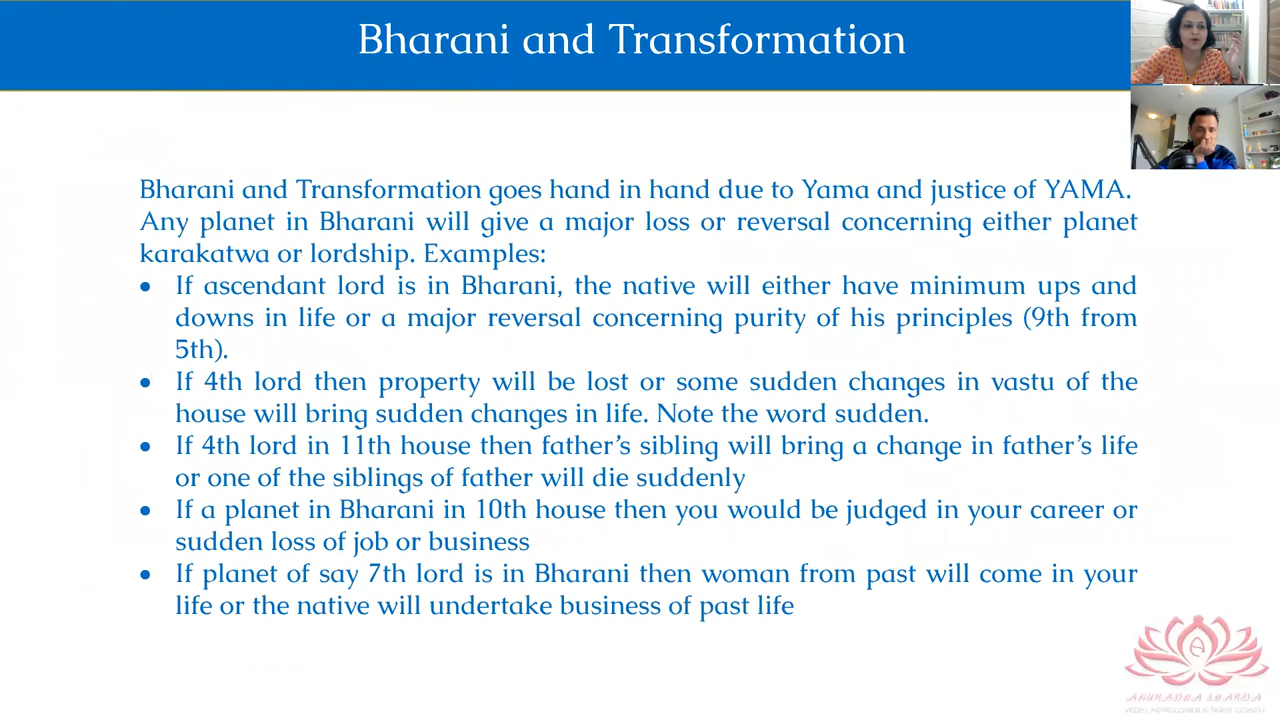 Bharani and Transformation
Bharani and Transformation goes hand in hand due to Yama and justice of YAMA.
Any planet in Bharani will give a major loss or reversal concerning either planet
karakatwa or lordship. Examples:
• If ascendant lord is in Bharani, the native will either have minimum ups and
downs in life or a major reversal concerning purity of his principles (9th from
5th).
• If 4th lord then property will be lost or some sudden changes in vastu of the
house will bring sudden changes in life. Note the word sudden.
• If 4th lord in 11th house then father’s sibling will bring a change in father’s life
or one of the siblings of father will die suddenly
• If a planet in Bharani in 10th house then you would be judged in your career or
sudden loss of job or business
• If planet of say 7th lord is in Bharani then woman from past will come in your
life or the native will undertake business of past life
ANURADHA SHARDA
VEDIC ASTROLOGER & TAROT COACH